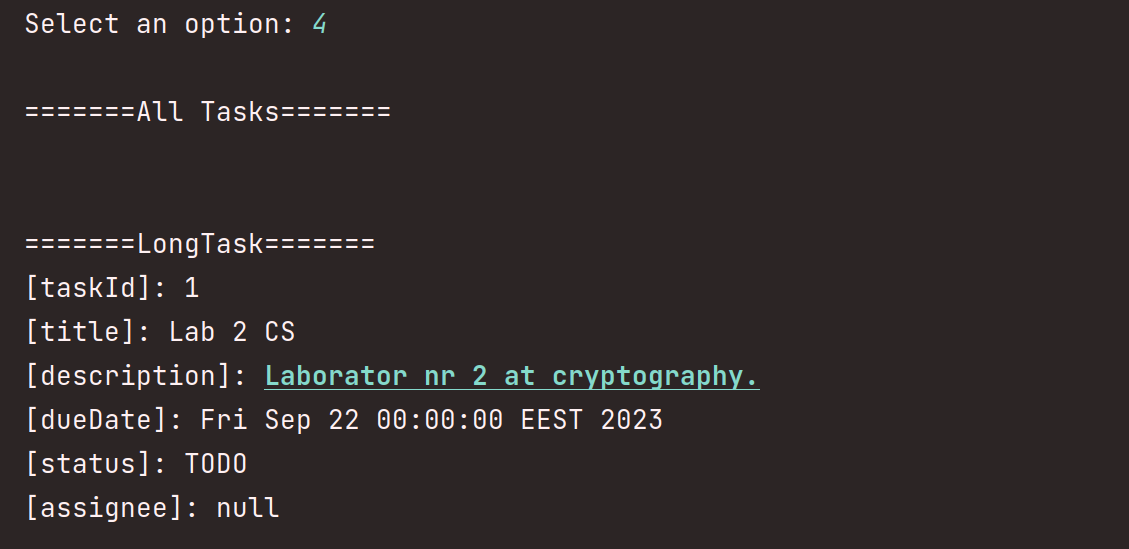 Select an option: 4
=======All Tasks=======
=======LongTask=======
[taskId]: 1
[title]: Lab 2 CS
[description]: Laborator nr 2 at cryptography.
[dueDate]: Fri Sep 22 00:00:00 EEST 2023
[status]: TODO
[assignee]: null